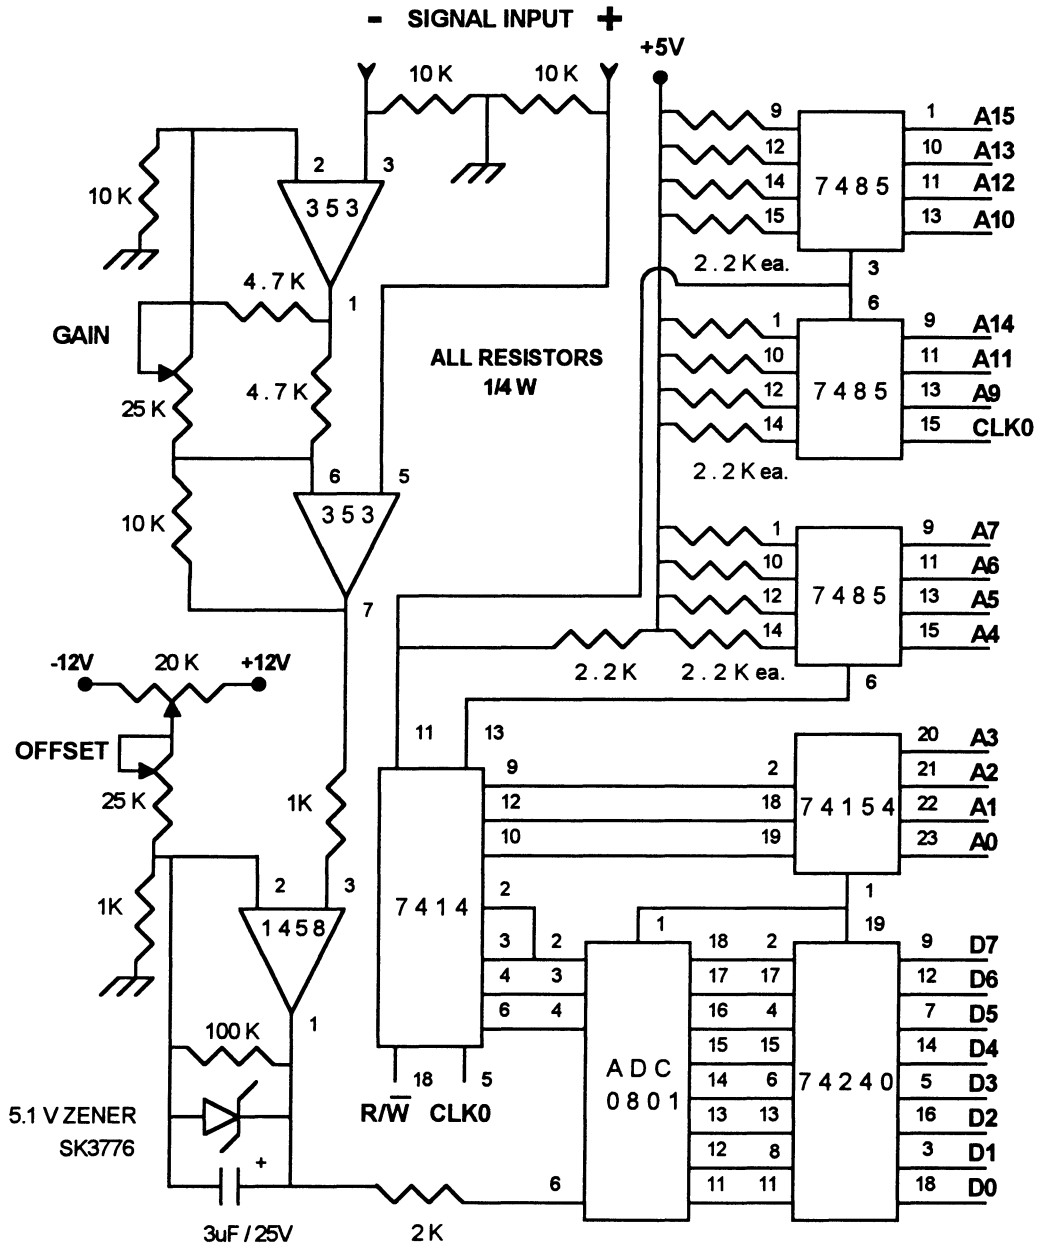 - SIGNAL INPUT +
+5V
10 K 10 K
9 1 A15
12 10 A13
14 11 A12
15 13 A10
7 4 8 5
2 3
3 5 3
10 K
2 . 2 K ea.
3
6
4 . 7 K
1
GAIN
1 9 A14
10 11 A11
12 13 A9
14 15 CLK0
7 4 8 5
ALL RESISTORS
1/4 W
4 . 7 K
25 K
2 . 2 K ea.
6 5
3 5 3
10 K
7
1 9 A7
10 11 A6
12 13 A5
14 15 A4
7 4 8 5
2 . 2 K 2 . 2 K ea.
6
-12V 20 K +12V
OFFSET
25 K
1K
11 13
9 2
12 18
10 19
20 A3
21 A2
22 A1
23 A0
7 4 1 5 4
1
19
2 3
1 4 5 8
1K
7 4 1 4
2
3 2
4 3
6 4
1
18 2 9 D7
17 17 12 D6
16 4 7 D5
15 15 14 D4
14 6 5 D3
13 13 16 D2
12 8 3 D1
11 11 18 D0
A D C
0 8 0 1
7 4 2 4 0
1
100 K
18 5
R/W̅ CLK0
5.1 V ZENER
SK3776
+
3uF / 25V
2 K
6